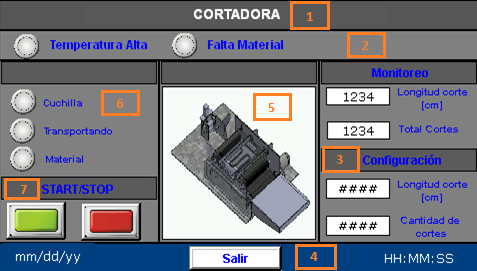 CORTADORA 1
Temperatura Alta Falta Material 2
6
Cuchilla
Transportando
Material
7 START/STOP
5
Monitoreo
1234 Longitud corte
[cm]
1234 Total Cortes
3 Configuración
#### Longitud corte
[cm]
#### Cantidad de
cortes
mm/dd/yy Salir 4 HH:MM:SS